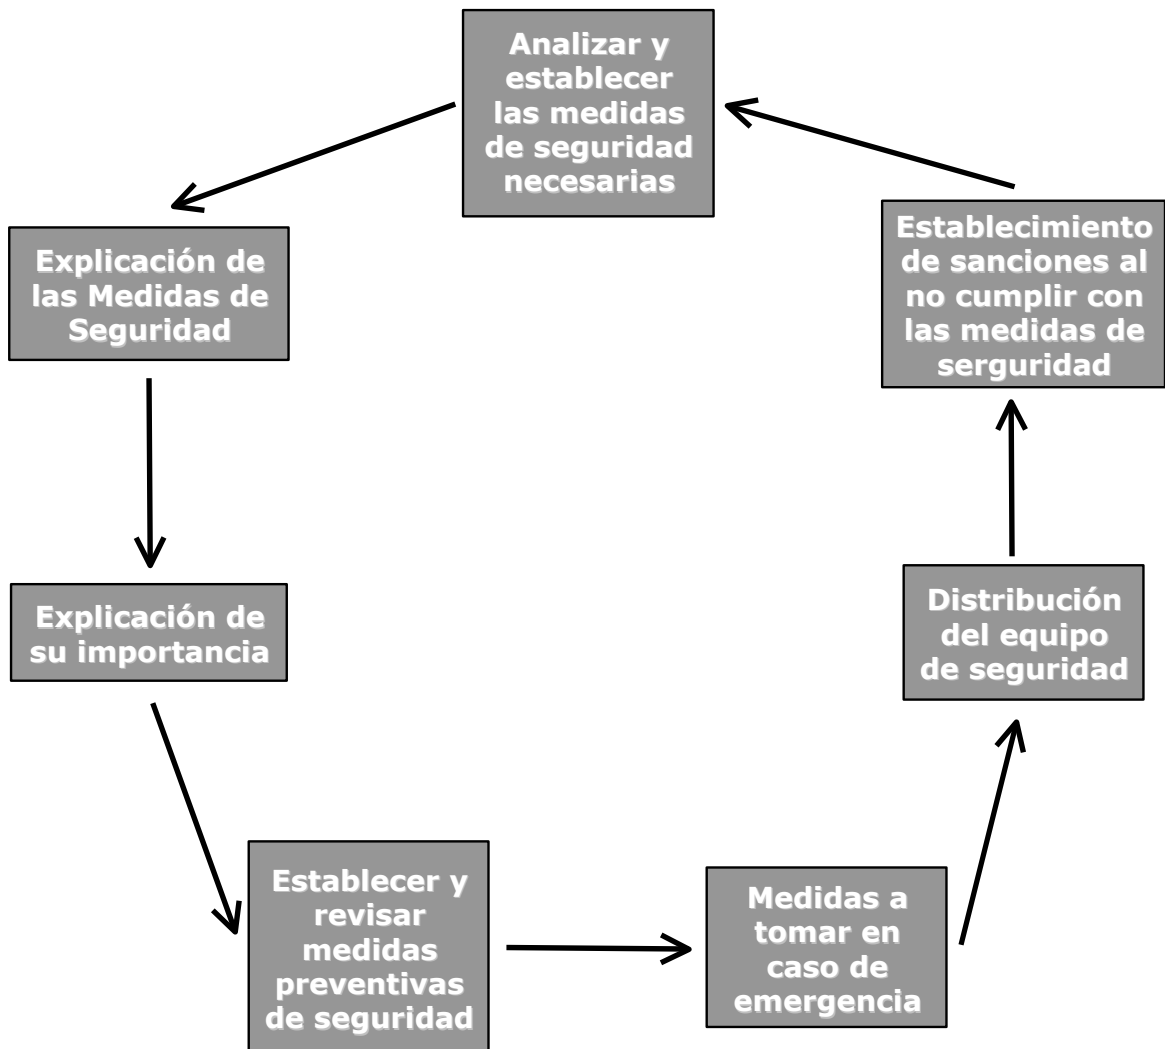 Analizar y
establecer
las medidas
de seguridad
necesarias
Explicación de
las Medidas de
Seguridad
Explicación de
su importancia
Establecer y
revisar
medidas
preventivas
de seguridad
Medidas a
tomar en
caso de
emergencia
Distribución
del equipo
de seguridad
Establecimiento
de sanciones al
no cumplir con
las medidas de
serguridad